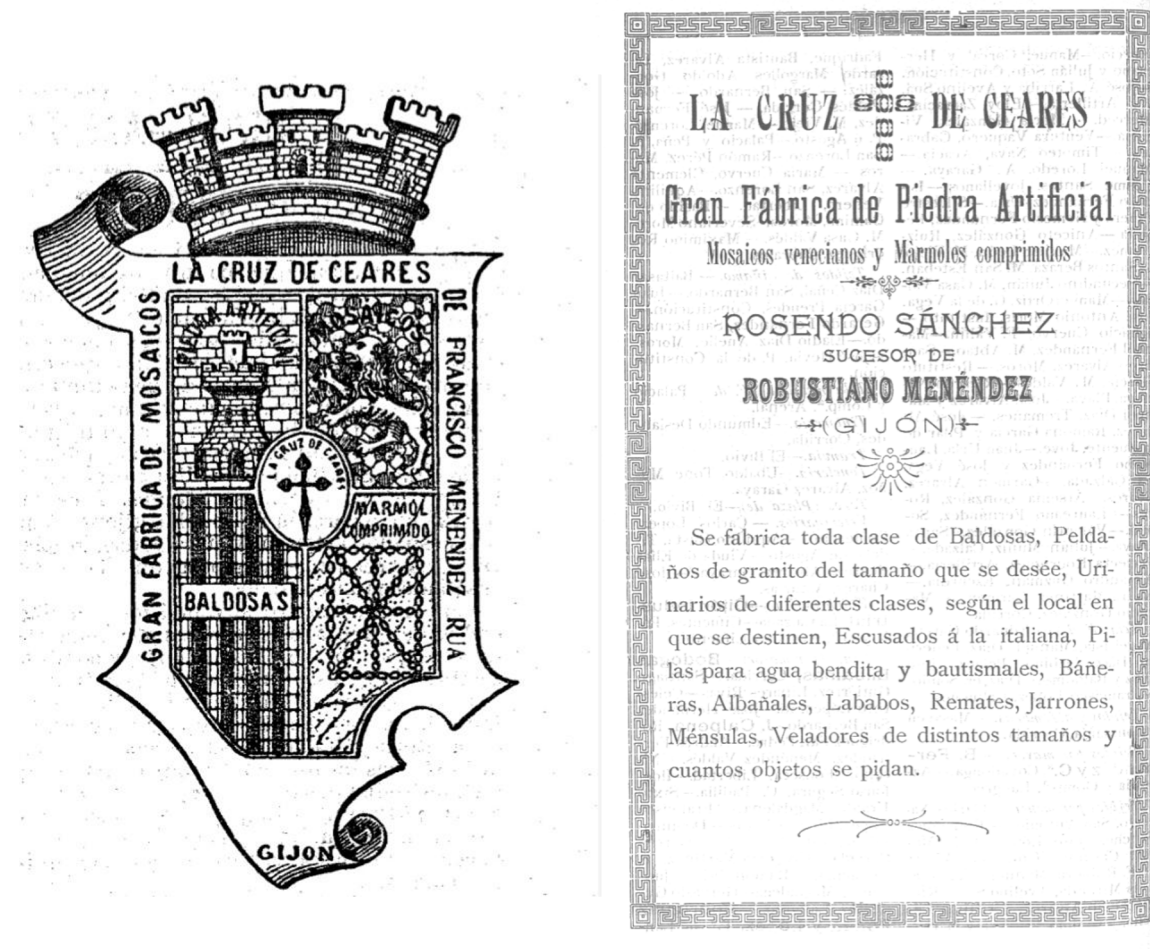 LA CRUZ DE CEARES
GRAN FÁBRICA DE MOSAICOS
DE FRANCISCO MENENDEZ RUA
PIEDRA ARTIFICIAL
MOSAICOS
LA CRUZ DE CEARES
MARMOL
COMPRIMIDO
BALDOSAS
GIJON
LA CRUZ DE CEARES
Gran Fábrica de Piedra Artificial
Mosaicos venecianos y Mármoles comprimidos
ROSENDO SÁNCHEZ
SUCESOR DE
ROBUSTIANO MENÉNDEZ
(GIJÓN)
Se fabrica toda clase de Baldosas, Pelda-
ños de granito del tamaño que se desée, Uri-
narios de diferentes clases, según el local en
que se destinen, Escusados á la italiana, Pi-
las para agua bendita y bautismales, Báñe-
ras, Albañales, Lababos, Remates, Jarrones,
Ménsulas, Veladores de distintos tamaños y
cuantos objetos se pidan.